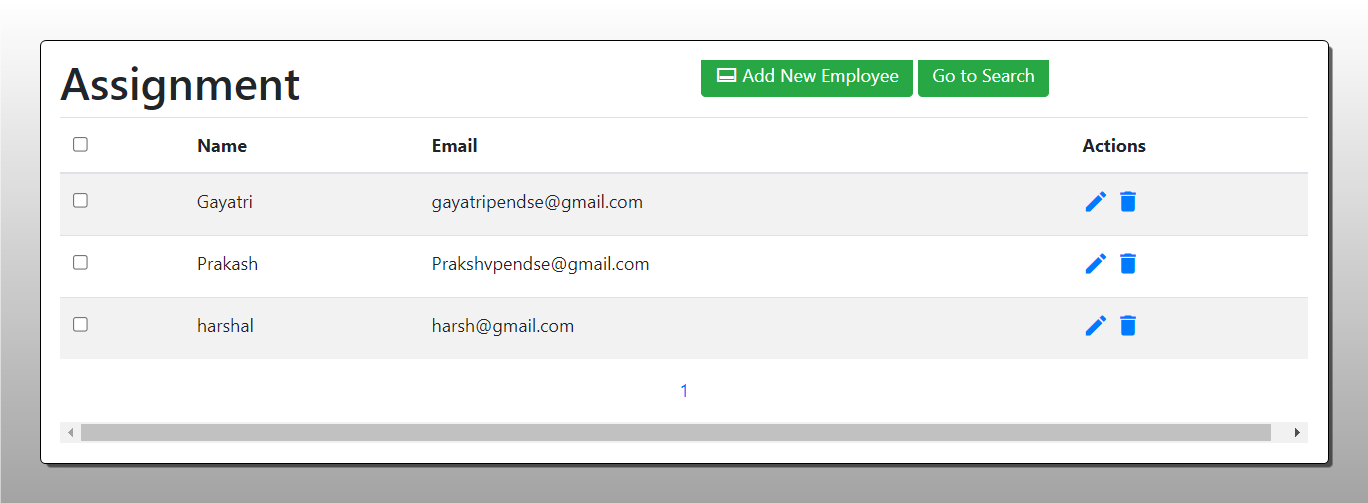 Assignment
Add New Employee
Go to Search
Name Email Actions
Gayatri gayatripendse@gmail.com
Prakash Prakshvpendse@gmail.com
harshal harsh@gmail.com
1